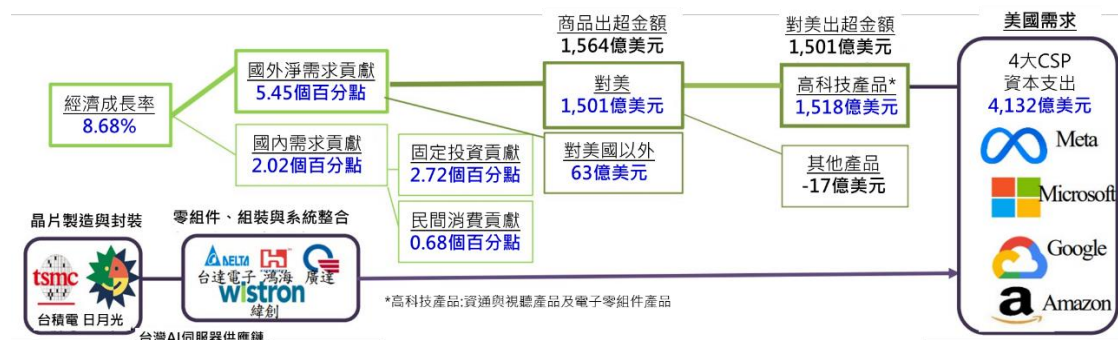 商品出超金額
1,564億美元
對美出超金額
1,501億美元
美國需求
經濟成長率
8.68%
國外淨需求貢獻
5.45個百分點
國內需求貢獻
2.02個百分點
固定投資貢獻
2.72個百分點
民間消費貢獻
0.68個百分點
對美
1,501億美元
對美國以外
63億美元
高科技產品*
1,518億美元
其他產品
-17億美元
4大CSP
資本支出
4,132億美元
Meta
Microsoft
Google
Amazon
晶片製造與封裝
tsmc
台積電 日月光
零組件、組裝與系統整合
DELTA
台達電子 鴻海 廣達
wistron
緯創
*高科技產品:資通與視聽產品及電子零組件產品
台灣AI伺服器供應鏈